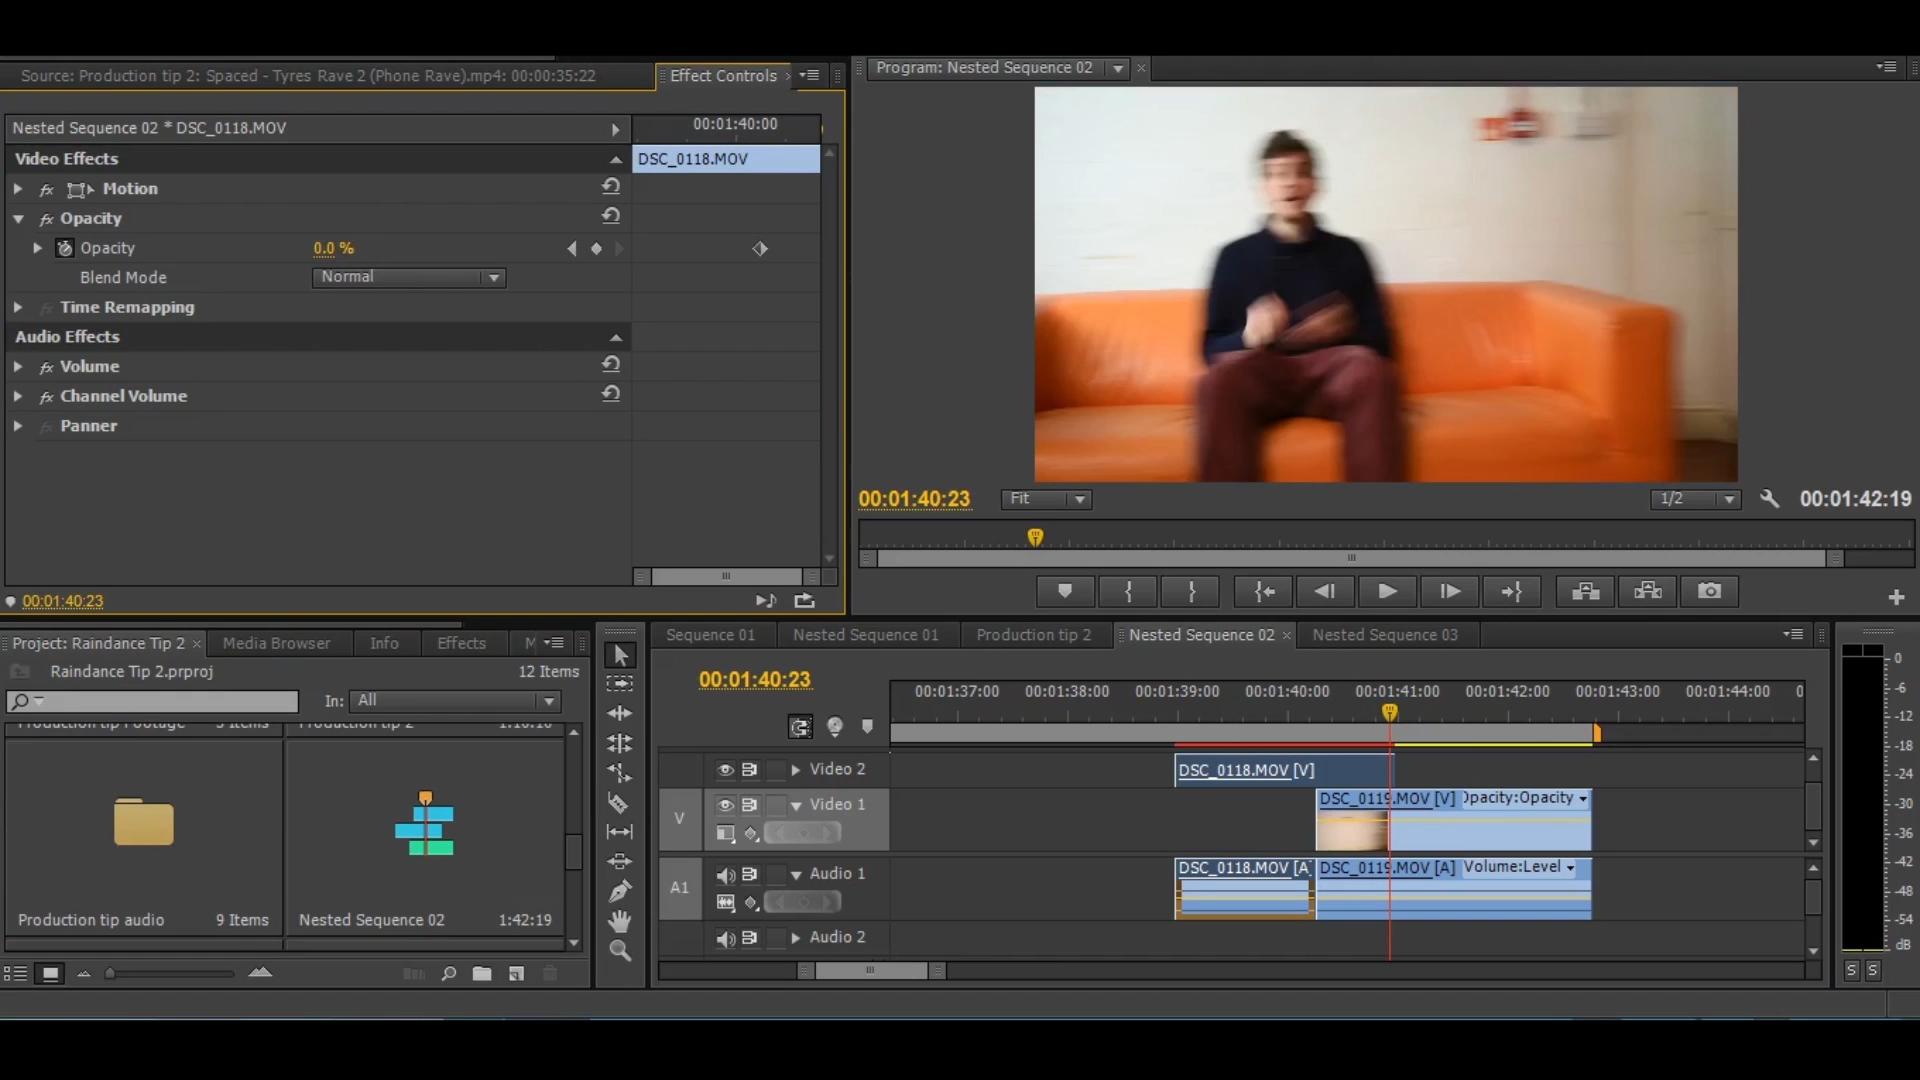 Source: Production tip 2: Spaced - Tyres Rave 2 (Phone Rave).mp4: 00:00:35:22
Effect Controls
Program: Nested Sequence 02
Nested Sequence 02 * DSC_0118.MOV
00:01:40:00
Video Effects
DSC_0118.MOV
fx Motion
fx Opacity
Opacity 0.0 %
Blend Mode Normal
fx Time Remapping
Audio Effects
fx Volume
fx Channel Volume
fx Panner
00:01:40:23
00:01:40:23
Fit
1/2
00:01:42:19
Project: Raindance Tip 2
Media Browser
Info
Effects
M
Raindance Tip 2.prproj
12 Items
In: All
Production tip Footage
Production tip 2
Production tip audio 9 Items
Nested Sequence 02 1:42:19
Sequence 01
Nested Sequence 01
Production tip 2
Nested Sequence 02
Nested Sequence 03
00:01:40:23
00:01:37:00 00:01:38:00 00:01:39:00 00:01:40:00 00:01:41:00 00:01:42:00 00:01:43:00 00:01:44:00 0
Video 2
DSC_0118.MOV [V]
V
Video 1
DSC_0119.MOV [V] Opacity:Opacity
A1
Audio 1
DSC_0118.MOV [A]
DSC_0119.MOV [A] Volume:Level
Audio 2
0
-6
-12
-18
-24
-30
-36
-42
-48
-54
dB
S S